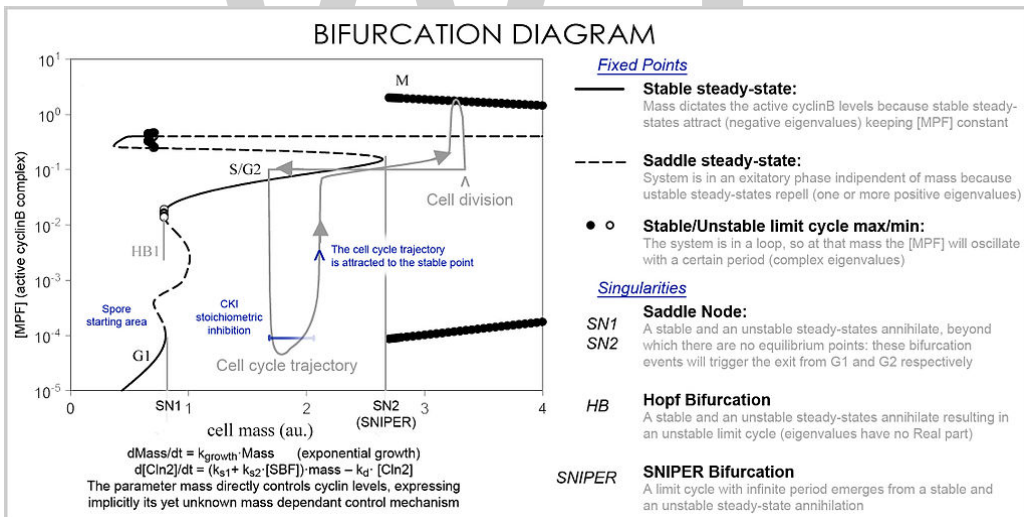 BIFURCATION DIAGRAM
[MPF] (active cyclinB complex)
10^1
10^0
10^-1
10^-2
10^-3
10^-4
10^-5
M
S/G2
Cell division
HB1
The cell cycle trajectory
is attracted to the stable point
Spore
starting area
CKI
stoichiometric
inhibition
G1
Cell cycle trajectory
0
SN1
1
2
SN2
(SNIPER)
3
4
cell mass (au.)
dMass/dt = k_growth·Mass (exponential growth)
d[Cln2]/dt = (k_s1 + k_s2·[SBF])·mass – k_d· [Cln2]
The parameter mass directly controls cyclin levels, expressing
implicitly its yet unknown mass dependant control mechanism
Fixed Points
Stable steady-state:
Mass dictates the active cyclinB levels because stable steady-
states attract (negative eigenvalues) keeping [MPF] constant
Saddle steady-state:
System is in an exitatory phase indipendent of mass because
ustable steady-states repell (one or more positive eigenvalues)
Stable/Unstable limit cycle max/min:
The system is in a loop, so at that mass the [MPF] will oscillate
with a certain period (complex eigenvalues)
Singularities
SN1
SN2
Saddle Node:
A stable and an unstable steady-states annihilate, beyond
which there are no equilibrium points: these bifurcation
events will trigger the exit from G1 and G2 respectively
HB
Hopf Bifurcation
A stable and an unstable steady-states annihilate resulting in
an unstable limit cycle (eigenvalues have no Real part)
SNIPER
SNIPER Bifurcation
A limit cycle with infinite period emerges from a stable and
an unstable steady-state annihilation